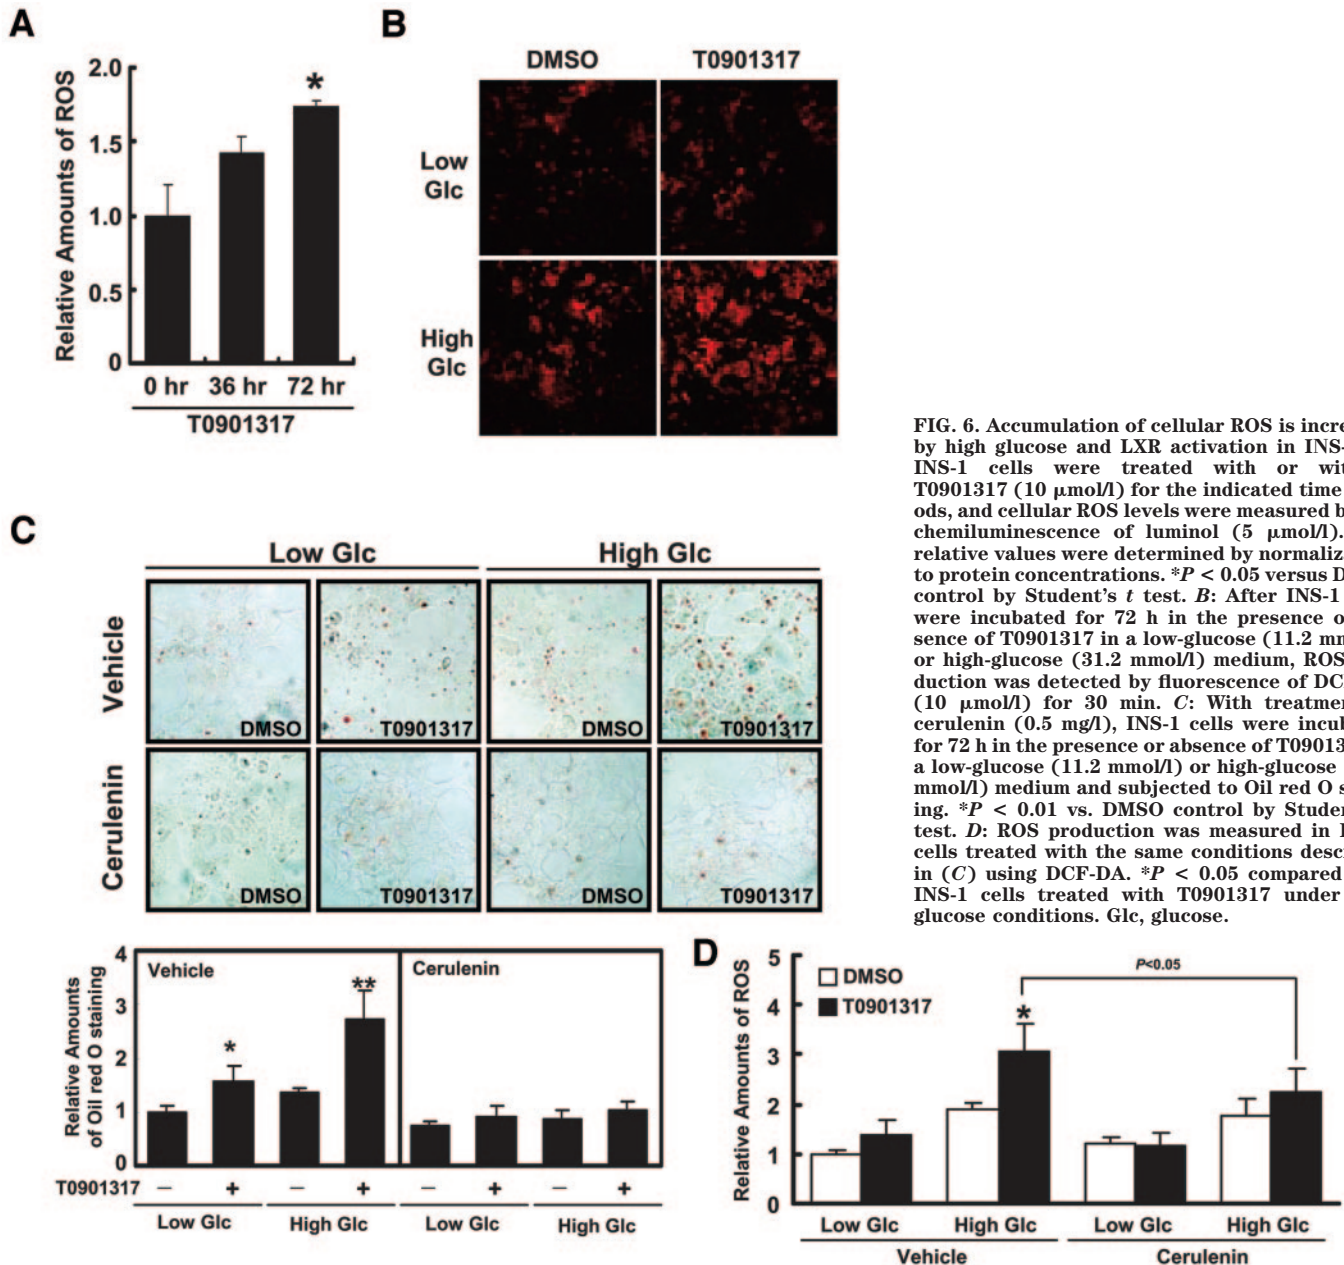 A
2.0
1.5
1.0
0.5
0
Relative Amounts of ROS
*
0 hr 36 hr 72 hr
T0901317
B
DMSO T0901317
Low
Glc
High
Glc
FIG. 6. Accumulation of cellular ROS is incre
by high glucose and LXR activation in INS-
INS-1 cells were treated with or wit
T0901317 (10 μmol/l) for the indicated time
ods, and cellular ROS levels were measured b
chemiluminescence of luminol (5 μmol/l).
relative values were determined by normaliz
to protein concentrations. *P < 0.05 versus D
control by Student's t test. B: After INS-1
were incubated for 72 h in the presence o
sence of T0901317 in a low-glucose (11.2 mm
or high-glucose (31.2 mmol/l) medium, ROS
duction was detected by fluorescence of DC
(10 μmol/l) for 30 min. C: With treatmen
cerulenin (0.5 mg/l), INS-1 cells were incub
for 72 h in the presence or absence of T09013
a low-glucose (11.2 mmol/l) or high-glucose
mmol/l) medium and subjected to Oil red O s
ing. *P < 0.01 vs. DMSO control by Studen
test. D: ROS production was measured in I
cells treated with the same conditions descr
in (C) using DCF-DA. *P < 0.05 compared
INS-1 cells treated with T0901317 under
glucose conditions. Glc, glucose.
C
Low Glc High Glc
Vehicle
DMSO T0901317 DMSO T0901317
Cerulenin
DMSO T0901317 DMSO T0901317
Relative Amounts
of Oil red O staining
4
3
2
1
0
Vehicle Cerulenin
* **
T0901317 – + – + – + – +
Low Glc High Glc Low Glc High Glc
D
Relative Amounts of ROS
5
4
3
2
1
0
DMSO
T0901317
*
P<0.05
Low Glc High Glc Low Glc High Glc
Vehicle Cerulenin